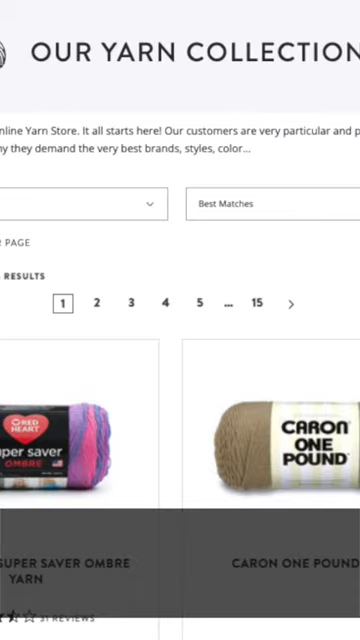 OUR YARN COLLECTION
nline Yarn Store. It all starts here! Our customers are very particular and p
y they demand the very best brands, styles, color...
Best Matches
PAGE
RESULTS
1 2 3 4 5 ... 15 >
RED HEART
per saver
OMBRE
CARON
ONE
POUND
SUPER SAVER OMBRE
YARN
CARON ONE POUND
31 REVIEWS